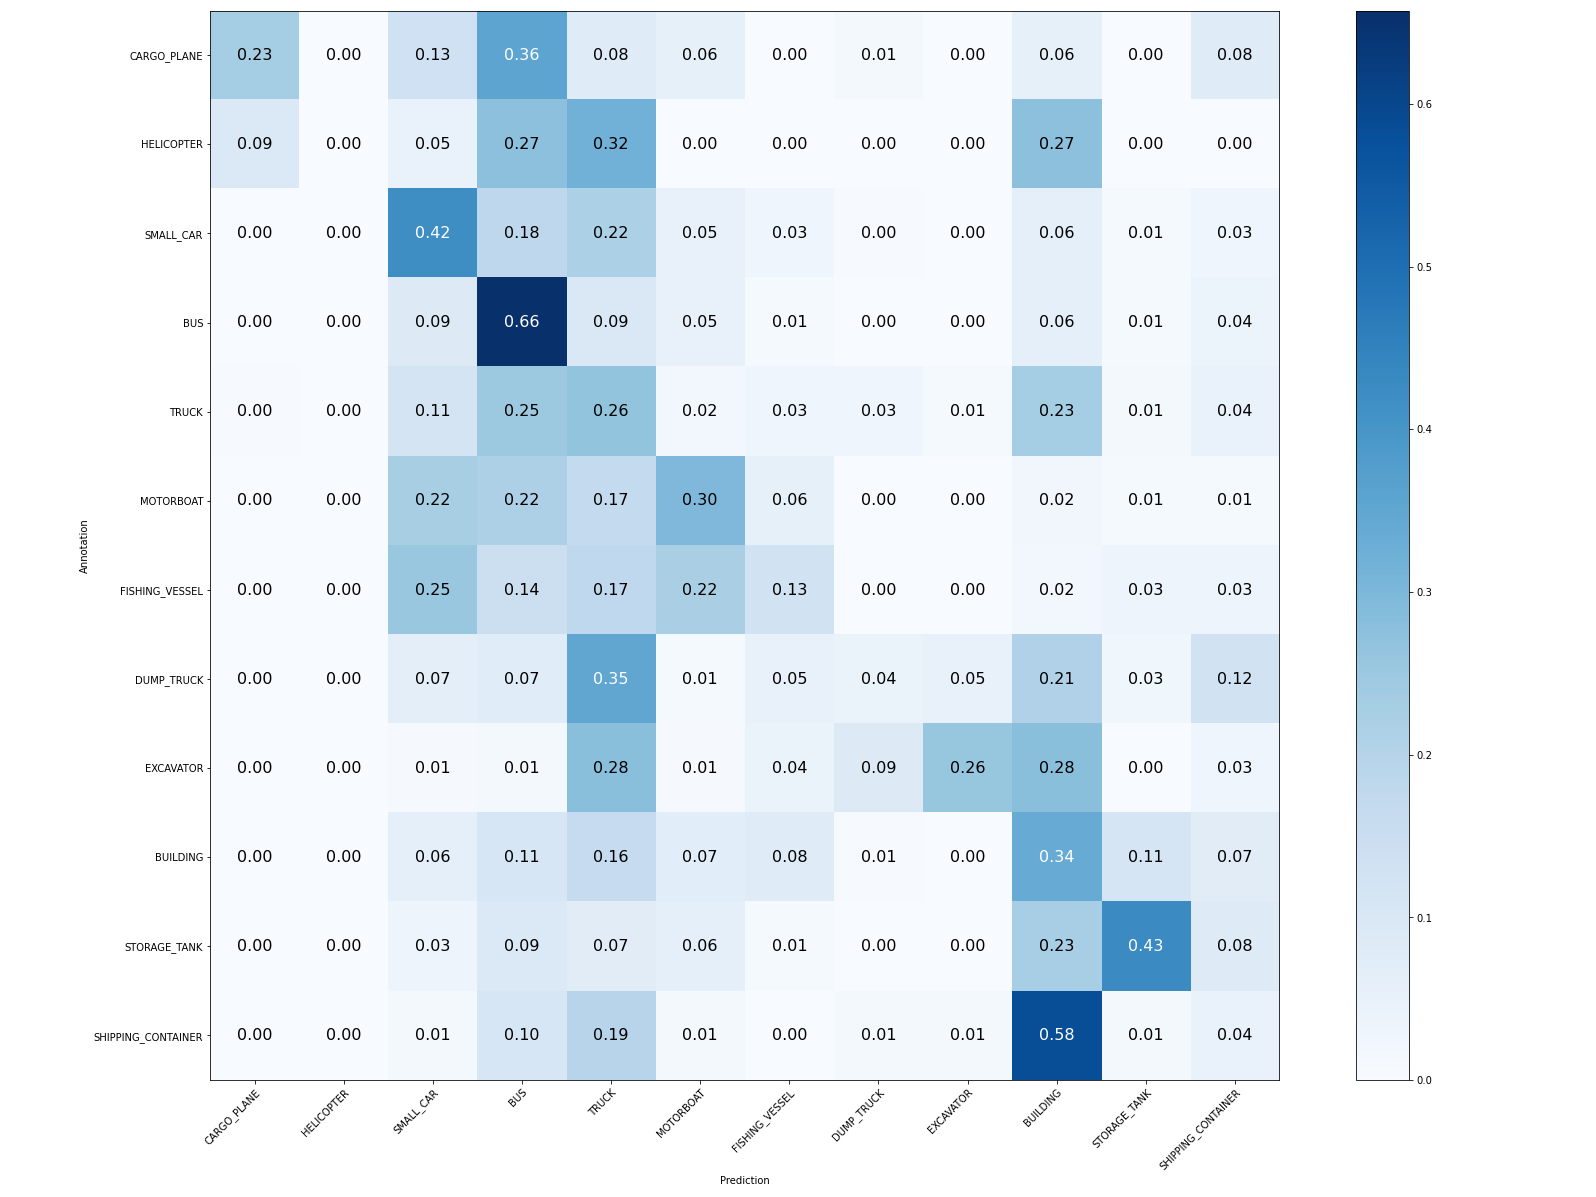 CARGO_PLANE 0.23 0.00 0.13 0.36 0.08 0.06 0.00 0.01 0.00 0.06 0.00 0.08
0.6
HELICOPTER 0.09 0.00 0.05 0.27 0.32 0.00 0.00 0.00 0.00 0.27 0.00 0.00
SMALL_CAR 0.00 0.00 0.42 0.18 0.22 0.05 0.03 0.00 0.00 0.06 0.01 0.03
0.5
BUS 0.00 0.00 0.09 0.66 0.09 0.05 0.01 0.00 0.00 0.06 0.01 0.04
TRUCK 0.00 0.00 0.11 0.25 0.26 0.02 0.03 0.03 0.01 0.23 0.01 0.04
0.4
MOTORBOAT 0.00 0.00 0.22 0.22 0.17 0.30 0.06 0.00 0.00 0.02 0.01 0.01
Annotation
FISHING_VESSEL 0.00 0.00 0.25 0.14 0.17 0.22 0.13 0.00 0.00 0.02 0.03 0.03
0.3
DUMP_TRUCK 0.00 0.00 0.07 0.07 0.35 0.01 0.05 0.04 0.05 0.21 0.03 0.12
0.2
EXCAVATOR 0.00 0.00 0.01 0.01 0.28 0.01 0.04 0.09 0.26 0.28 0.00 0.03
BUILDING 0.00 0.00 0.06 0.11 0.16 0.07 0.08 0.01 0.00 0.34 0.11 0.07
0.1
STORAGE_TANK 0.00 0.00 0.03 0.09 0.07 0.06 0.01 0.00 0.00 0.23 0.43 0.08
SHIPPING_CONTAINER 0.00 0.00 0.01 0.10 0.19 0.01 0.00 0.01 0.01 0.58 0.01 0.04
0.0
CARGO_PLANE HELICOPTER SMALL_CAR BUS TRUCK MOTORBOAT FISHING_VESSEL DUMP_TRUCK EXCAVATOR BUILDING STORAGE_TANK SHIPPING_CONTAINER
Prediction